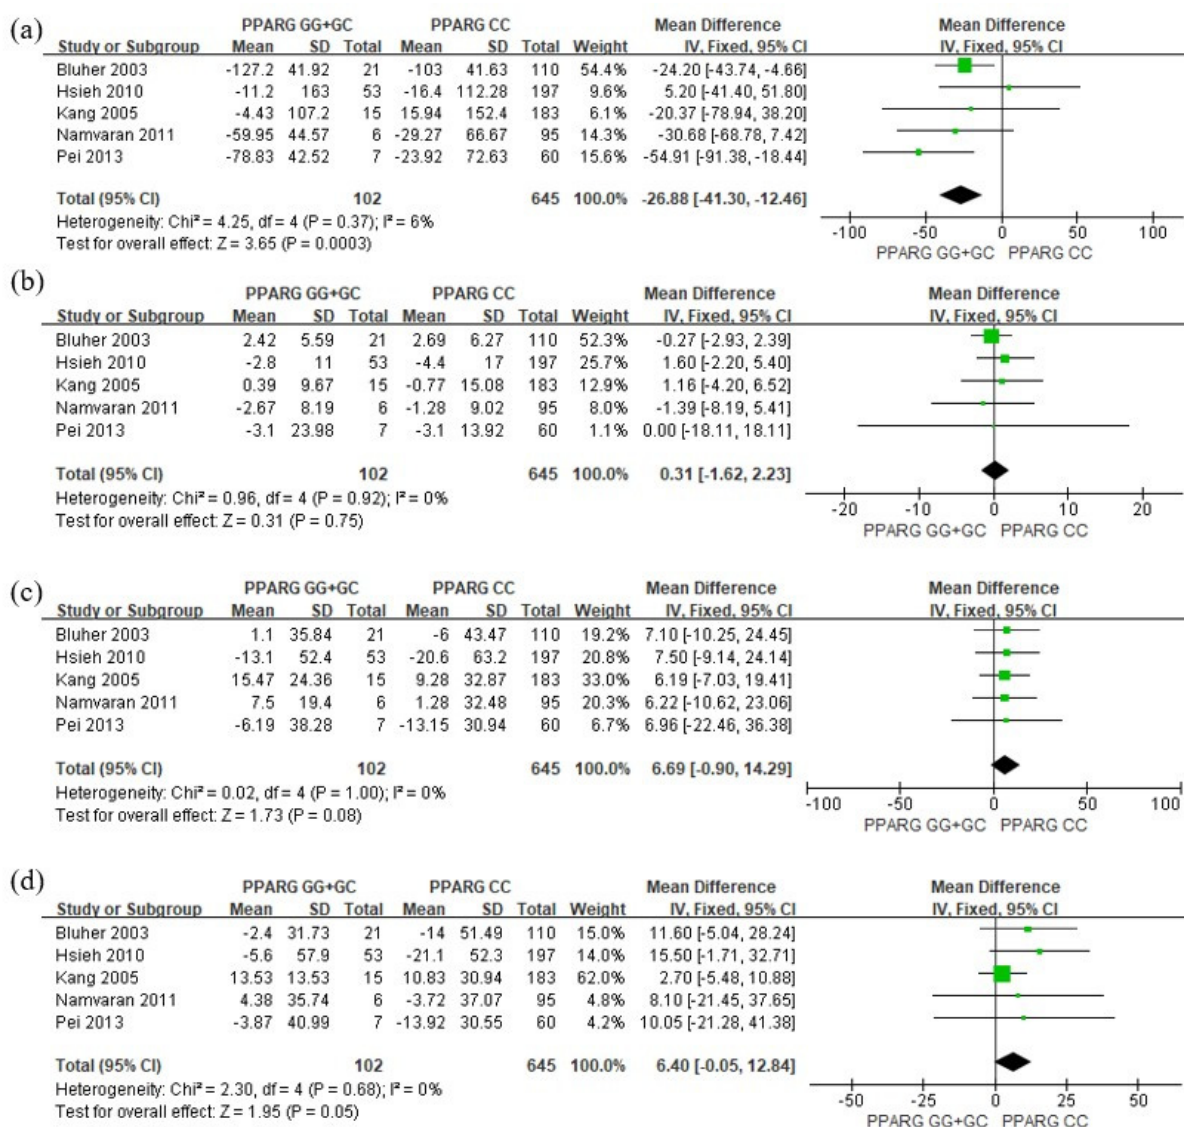 (a)
PPARG GG+GC PPARG CC Mean Difference Mean Difference
Study or Subgroup Mean SD Total Mean SD Total Weight IV, Fixed, 95% CI IV, Fixed, 95% CI
Bluher 2003 -127.2 41.92 21 -103 41.63 110 54.4% -24.20 [-43.74, -4.66]
Hsieh 2010 -11.2 163 53 -16.4 112.28 197 9.6% 5.20 [-41.40, 51.80]
Kang 2005 -4.43 107.2 15 15.94 152.4 183 6.1% -20.37 [-78.94, 38.20]
Namvaran 2011 -59.95 44.57 6 -29.27 66.67 95 14.3% -30.68 [-68.78, 7.42]
Pei 2013 -78.83 42.52 7 -23.92 72.63 60 15.6% -54.91 [-91.38, -18.44]
Total (95% CI) 102 645 100.0% -26.88 [-41.30, -12.46]
Heterogeneity: Chi² = 4.25, df = 4 (P = 0.37); I² = 6%
Test for overall effect: Z = 3.65 (P = 0.0003)
-100 -50 0 50 100
PPARG GG+GC PPARG CC
(b)
PPARG GG+GC PPARG CC Mean Difference Mean Difference
Study or Subgroup Mean SD Total Mean SD Total Weight IV, Fixed, 95% CI IV, Fixed, 95% CI
Bluher 2003 2.42 5.59 21 2.69 6.27 110 52.3% -0.27 [-2.93, 2.39]
Hsieh 2010 -2.8 11 53 -4.4 17 197 25.7% 1.60 [-2.20, 5.40]
Kang 2005 0.39 9.67 15 -0.77 15.08 183 12.9% 1.16 [-4.20, 6.52]
Namvaran 2011 -2.67 8.19 6 -1.28 9.02 95 8.0% -1.39 [-8.19, 5.41]
Pei 2013 -3.1 23.98 7 -3.1 13.92 60 1.1% 0.00 [-18.11, 18.11]
Total (95% CI) 102 645 100.0% 0.31 [-1.62, 2.23]
Heterogeneity: Chi² = 0.96, df = 4 (P = 0.92); I² = 0%
Test for overall effect: Z = 0.31 (P = 0.75)
-20 -10 0 10 20
PPARG GG+GC PPARG CC
(c)
PPARG GG+GC PPARG CC Mean Difference Mean Difference
Study or Subgroup Mean SD Total Mean SD Total Weight IV, Fixed, 95% CI IV, Fixed, 95% CI
Bluher 2003 1.1 35.84 21 -6 43.47 110 19.2% 7.10 [-10.25, 24.45]
Hsieh 2010 -13.1 52.4 53 -20.6 63.2 197 20.8% 7.50 [-9.14, 24.14]
Kang 2005 15.47 24.36 15 9.28 32.87 183 33.0% 6.19 [-7.03, 19.41]
Namvaran 2011 7.5 19.4 6 1.28 32.48 95 20.3% 6.22 [-10.62, 23.06]
Pei 2013 -6.19 38.28 7 -13.15 30.94 60 6.7% 6.96 [-22.46, 36.38]
Total (95% CI) 102 645 100.0% 6.69 [-0.90, 14.29]
Heterogeneity: Chi² = 0.02, df = 4 (P = 1.00); I² = 0%
Test for overall effect: Z = 1.73 (P = 0.08)
-100 -50 0 50 100
PPARG GG+GC PPARG CC
(d)
PPARG GG+GC PPARG CC Mean Difference Mean Difference
Study or Subgroup Mean SD Total Mean SD Total Weight IV, Fixed, 95% CI IV, Fixed, 95% CI
Bluher 2003 -2.4 31.73 21 -14 51.49 110 15.0% 11.60 [-5.04, 28.24]
Hsieh 2010 -5.6 57.9 53 -21.1 52.3 197 14.0% 15.50 [-1.71, 32.71]
Kang 2005 13.53 13.53 15 10.83 30.94 183 62.0% 2.70 [-5.48, 10.88]
Namvaran 2011 4.38 35.74 6 -3.72 37.07 95 4.8% 8.10 [-21.45, 37.65]
Pei 2013 -3.87 40.99 7 -13.92 30.55 60 4.2% 10.05 [-21.28, 41.38]
Total (95% CI) 102 645 100.0% 6.40 [-0.05, 12.84]
Heterogeneity: Chi² = 2.30, df = 4 (P = 0.68); I² = 0%
Test for overall effect: Z = 1.95 (P = 0.05)
-50 -25 0 25 50
PPARG GG+GC PPARG CC